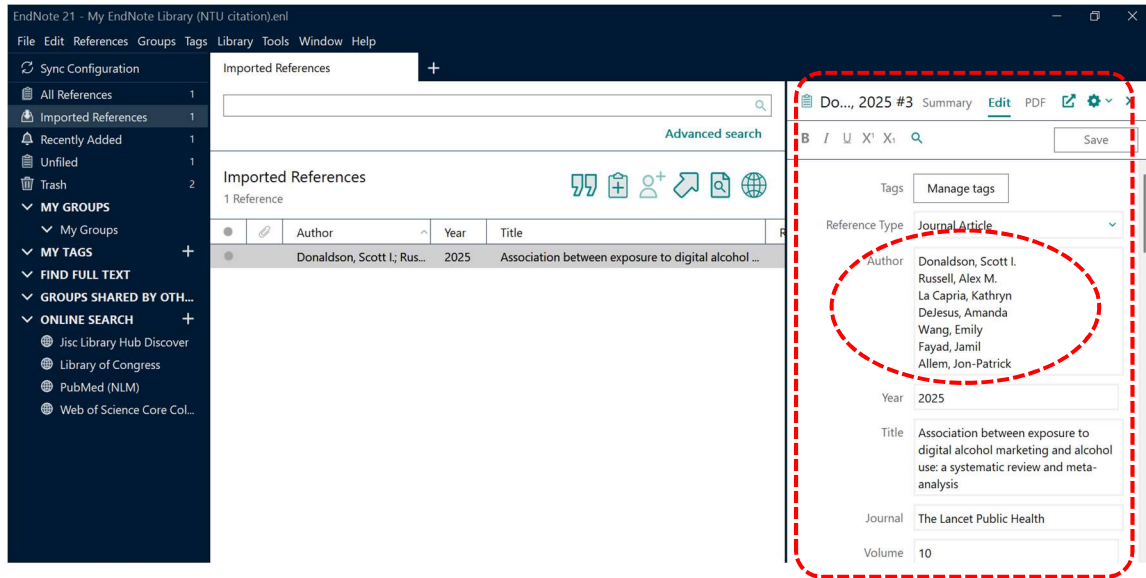 EndNote 21 - My EndNote Library (NTU citation).enl
File Edit References Groups Tags Library Tools Window Help
Sync Configuration
All References 1
Imported References 1
Recently Added 1
Unfiled 1
Trash 2
MY GROUPS
My Groups
MY TAGS +
FIND FULL TEXT
GROUPS SHARED BY OTH...
ONLINE SEARCH +
Jisc Library Hub Discover
Library of Congress
PubMed (NLM)
Web of Science Core Col...
Imported References +
Advanced search
Imported References
1 Reference
Author Year Title R
Donaldson, Scott I.; Rus... 2025 Association between exposure to digital alcohol ...
Do..., 2025 #3 Summary Edit PDF
B I U X¹ X₁ Save
Tags Manage tags
Reference Type Journal Article
Author Donaldson, Scott I.
Russell, Alex M.
La Capria, Kathryn
DeJesus, Amanda
Wang, Emily
Fayad, Jamil
Allem, Jon-Patrick
Year 2025
Title Association between exposure to
digital alcohol marketing and alcohol
use: a systematic review and meta-
analysis
Journal The Lancet Public Health
Volume 10